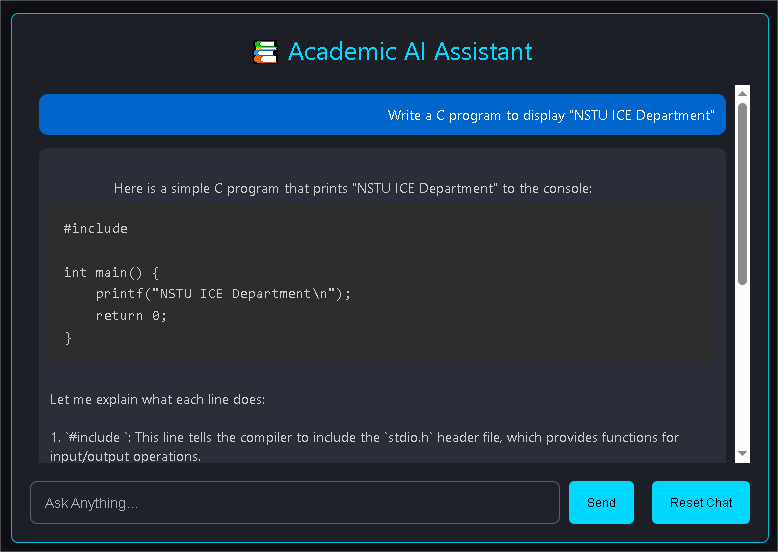 📚 Academic AI Assistant
Write a C program to display "NSTU ICE Department"
Here is a simple C program that prints "NSTU ICE Department" to the console:
#include
int main() {
    printf("NSTU ICE Department\n");
    return 0;
}
Let me explain what each line does:
1. `#include `: This line tells the compiler to include the `stdio.h` header file, which provides functions for
input/output operations.
Ask Anything...
Send
Reset Chat